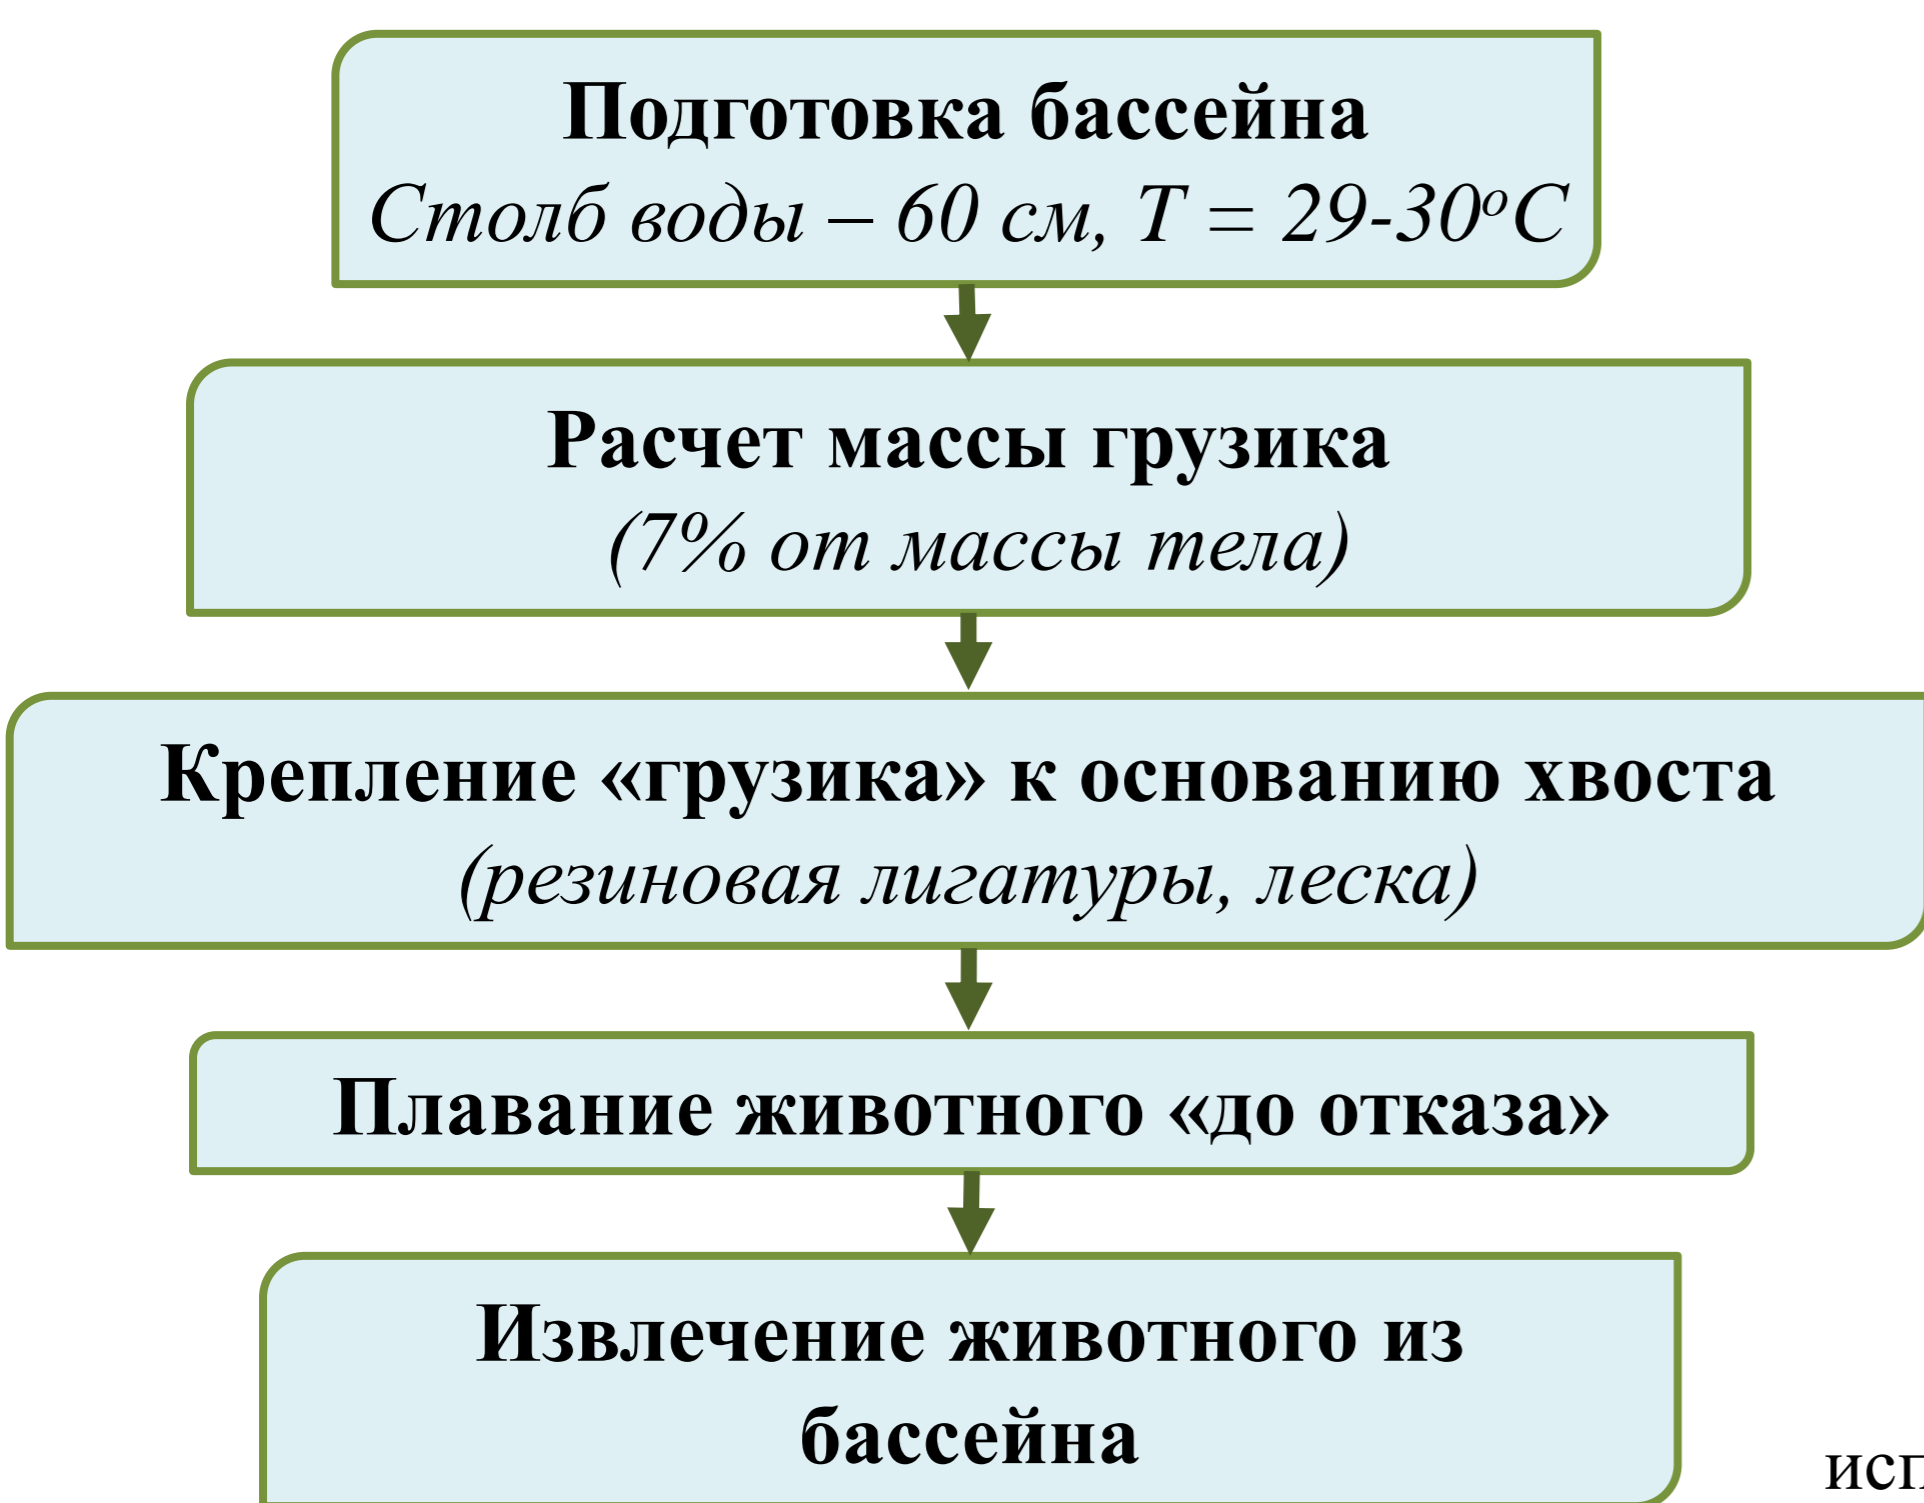 Подготовка бассейна
Столб воды – 60 см, Т = 29-30°С
Расчет массы грузика
(7% от массы тела)
Крепление «грузика» к основанию хвоста
(резиновая лигатуры, леска)
Плавание животного «до отказа»
Извлечение животного из
бассейна
исп